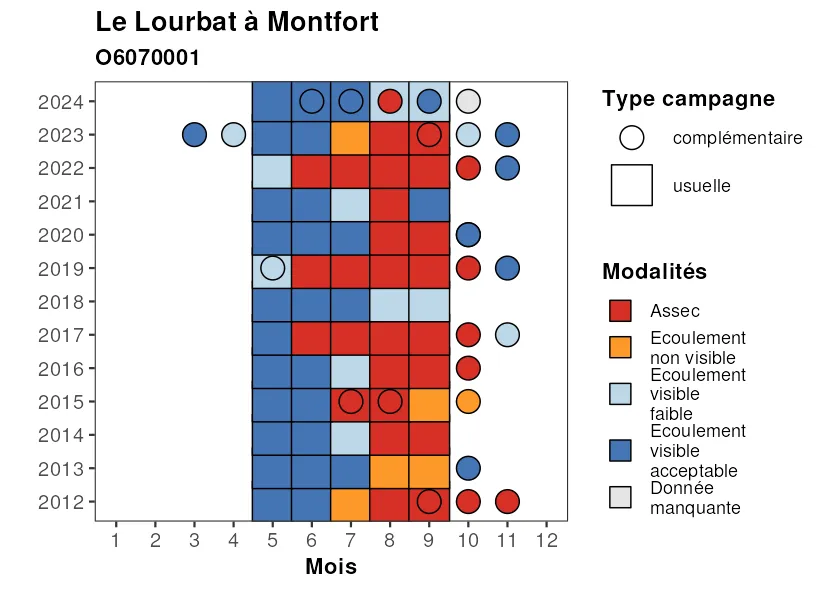 Le Lourbat à Montfort
O6070001
2024
2023
2022
2021
2020
2019
2018
2017
2016
2015
2014
2013
2012
1 2 3 4 5 6 7 8 9 10 11 12
Mois
Type campagne
complémentaire
usuelle
Modalités
Assec
Ecoulement
non visible
Ecoulement
visible
faible
Ecoulement
visible
acceptable
Donnée
manquante